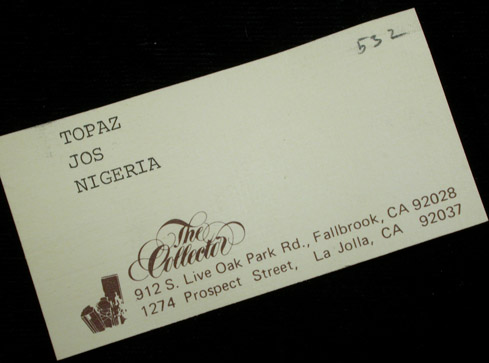 532
TOPAZ
JOS
NIGERIA
The
Collector
912 S. Live Oak Park Rd., Fallbrook, CA 92028
1274 Prospect Street, La Jolla, CA 92037